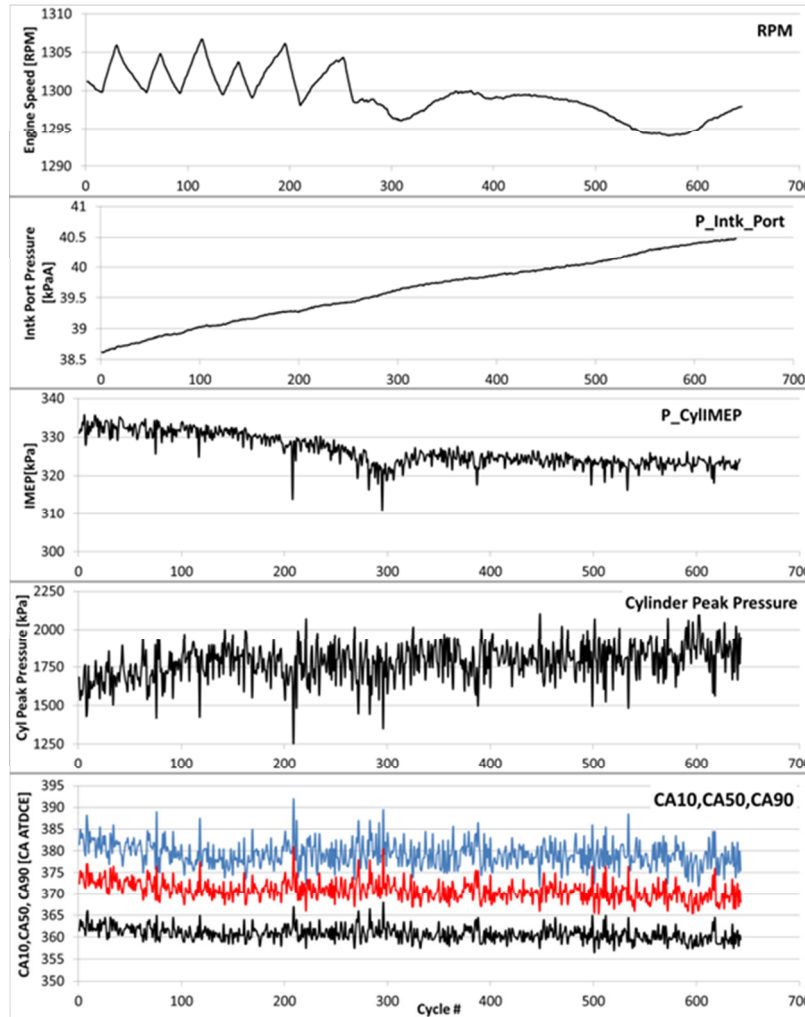 RPM
Engine Speed [RPM]
1310
1305
1300
1295
1290
0 100 200 300 400 500 600 700
P_Intk_Port
Intk Port Pressure
[kPaA]
41
40.5
40
39.5
39
38.5
0 100 200 300 400 500 600 700
P_CylIMEP
IMEP[kPa]
340
330
320
310
300
0 100 200 300 400 500 600 700
Cylinder Peak Pressure
Cyl Peak Pressure [kPa]
2250
2000
1750
1500
1250
0 100 200 300 400 500 600 700
CA10,CA50,CA90
CA10,CA50, CA90 [CA ATDCE]
395
390
385
380
375
370
365
360
355
350
0 100 200 300 400 500 600 700
Cycle #